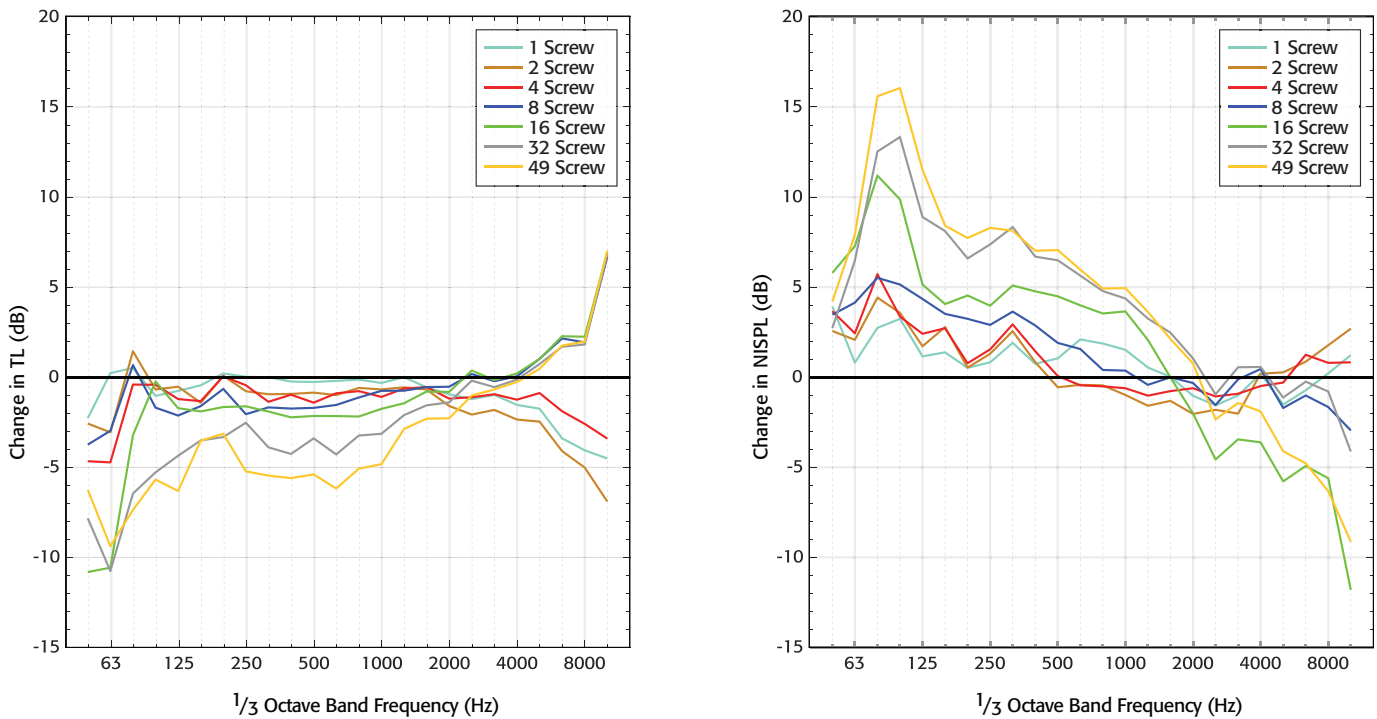 20
15
10
5
0
-5
-10
-15
Change in TL (dB)
63 125 250 500 1000 2000 4000 8000
1/3 Octave Band Frequency (Hz)
1 Screw
2 Screw
4 Screw
8 Screw
16 Screw
32 Screw
49 Screw
20
15
10
5
0
-5
-10
-15
Change in NISPL (dB)
63 125 250 500 1000 2000 4000 8000
1/3 Octave Band Frequency (Hz)
1 Screw
2 Screw
4 Screw
8 Screw
16 Screw
32 Screw
49 Screw